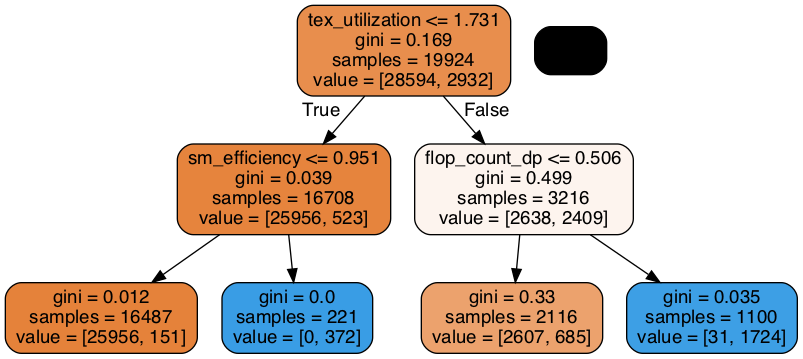 tex_utilization <= 1.731
gini = 0.169
samples = 19924
value = [28594, 2932]
True
False
sm_efficiency <= 0.951
gini = 0.039
samples = 16708
value = [25956, 523]
flop_count_dp <= 0.506
gini = 0.499
samples = 3216
value = [2638, 2409]
gini = 0.012
samples = 16487
value = [25956, 151]
gini = 0.0
samples = 221
value = [0, 372]
gini = 0.33
samples = 2116
value = [2607, 685]
gini = 0.035
samples = 1100
value = [31, 1724]